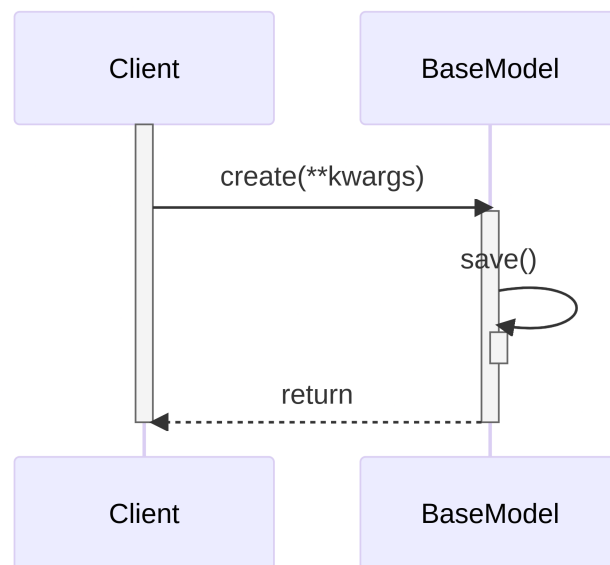 Client
BaseModel
create(**kwargs)
save()
return
Client
BaseModel